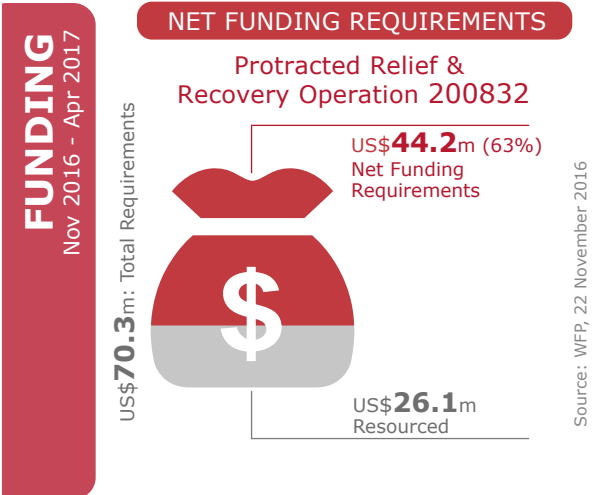 FUNDING
Nov 2016 - Apr 2017
NET FUNDING REQUIREMENTS
Protracted Relief &
Recovery Operation 200832
US$70.3m: Total Requirements
US$44.2m (63%)
Net Funding
Requirements
$
US$26.1m
Resourced
Source: WFP, 22 November 2016